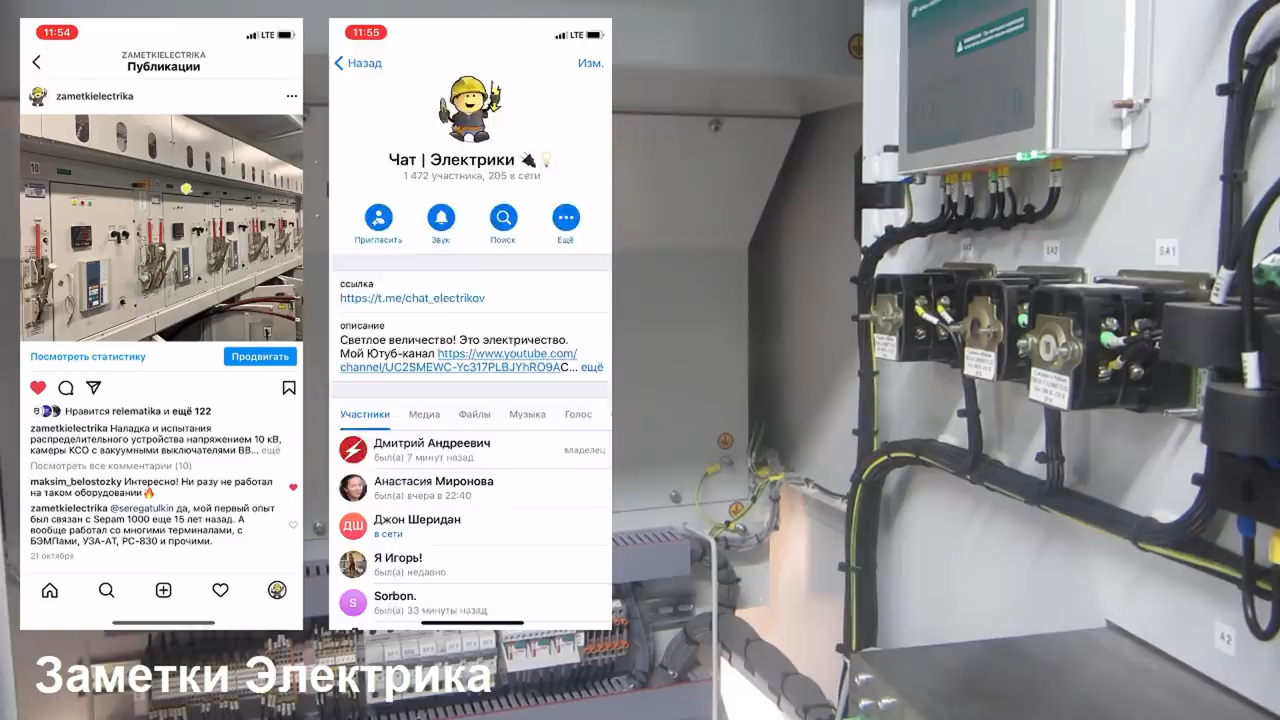 11:54
LTE
ZAMETKIELECTRIKA
Публикации
zametkielectrika
10
Посмотреть статистику
Продвигать
Нравится relematika и ещё 122
zametkielectrika Наладка и испытания
распределительного устройства напряжением 10 кВ,
камеры КСО с вакуумными выключателями ВВ... ещё
Посмотреть все комментарии (10)
maksim_belostozky Интересно! Ни разу не работал
на таком оборудовании🔥
zametkielectrika @seregatulkin да, мой первый опыт
был связан с Sepam 1000 еще 15 лет назад. А
вообще работал со многими терминалами, с
БЭМПами, УЗА-АТ, РС-830 и прочими.
21 октября
11:55
LTE
Назад
Изм.
Чат | Электрики 🔌💡
1 472 участника, 205 в сети
Пригласить
Звук
Поиск
Ещё
ссылка
https://t.me/chat_electrikov
описание
Светлое величество! Это электричество.
Мой Ютуб-канал https://www.youtube.com/
channel/UC2SMEWC-Yc317PLBJYhRO9AC... ещё
Участники
Медиа
Файлы
Музыка
Голос
Дмитрий Андреевич
владелец
был(а) 7 минут назад
Анастасия Миронова
был(а) вчера в 22:40
ДШ
Джон Шеридан
в сети
Я Игорь!
был(а) недавно
S
Sorbon.
был(а) 33 минуты назад
SA1
A2
Заметки Электрика